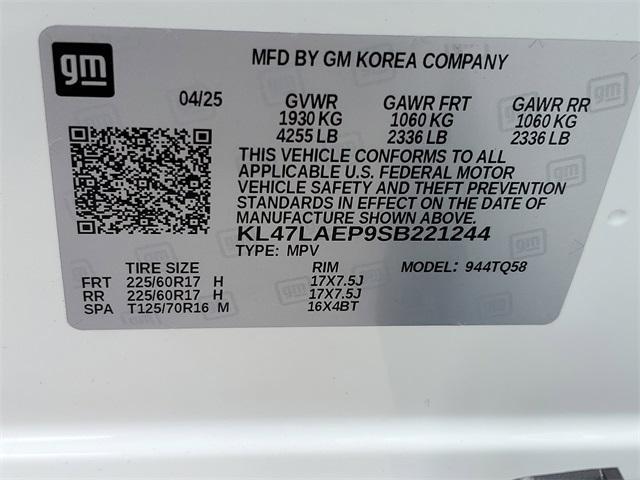 gm
MFD BY GM KOREA COMPANY
04/25 GVWR GAWR FRT GAWR RR
1930 KG 1060 KG 1060 KG
4255 LB 2336 LB 2336 LB
THIS VEHICLE CONFORMS TO ALL
APPLICABLE U.S. FEDERAL MOTOR
VEHICLE SAFETY AND THEFT PREVENTION
STANDARDS IN EFFECT ON THE DATE OF
MANUFACTURE SHOWN ABOVE.
KL47LAEP9SB221244
TYPE: MPV
TIRE SIZE RIM MODEL: 944TQ58
FRT 225/60R17 H 17X7.5J
RR 225/60R17 H 17X7.5J
SPA T125/70R16 M 16X4BT